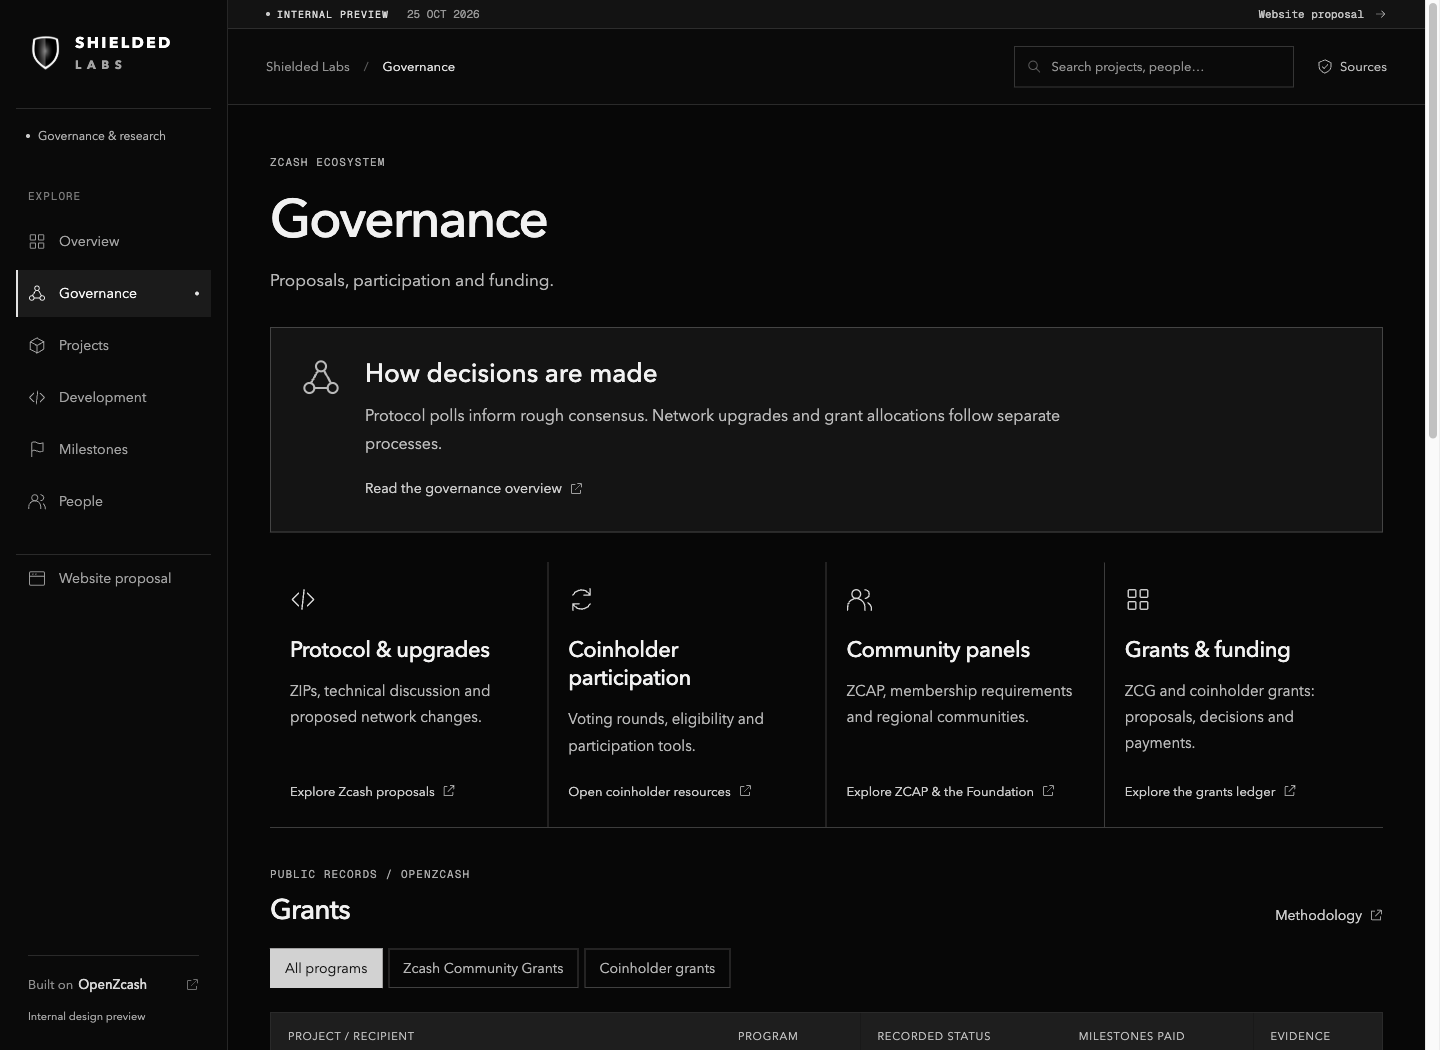 SHIELDED
LABS
Governance & research
EXPLORE
Overview
Governance
Projects
Development
Milestones
People
Website proposal
Built on OpenZcash
Internal design preview
INTERNAL PREVIEW 25 OCT 2026
Website proposal
Shielded Labs / Governance
Search projects, people...
Sources
ZCASH ECOSYSTEM
Governance
Proposals, participation and funding.
How decisions are made
Protocol polls inform rough consensus. Network upgrades and grant allocations follow separate
processes.
Read the governance overview
Protocol & upgrades
ZIPs, technical discussion and
proposed network changes.
Explore Zcash proposals
Coinholder
participation
Voting rounds, eligibility and
participation tools.
Open coinholder resources
Community panels
ZCAP, membership requirements
and regional communities.
Explore ZCAP & the Foundation
Grants & funding
ZCG and coinholder grants:
proposals, decisions and
payments.
Explore the grants ledger
PUBLIC RECORDS / OPENZCASH
Grants
Methodology
All programs
Zcash Community Grants
Coinholder grants
PROJECT / RECIPIENT
PROGRAM
RECORDED STATUS
MILESTONES PAID
EVIDENCE